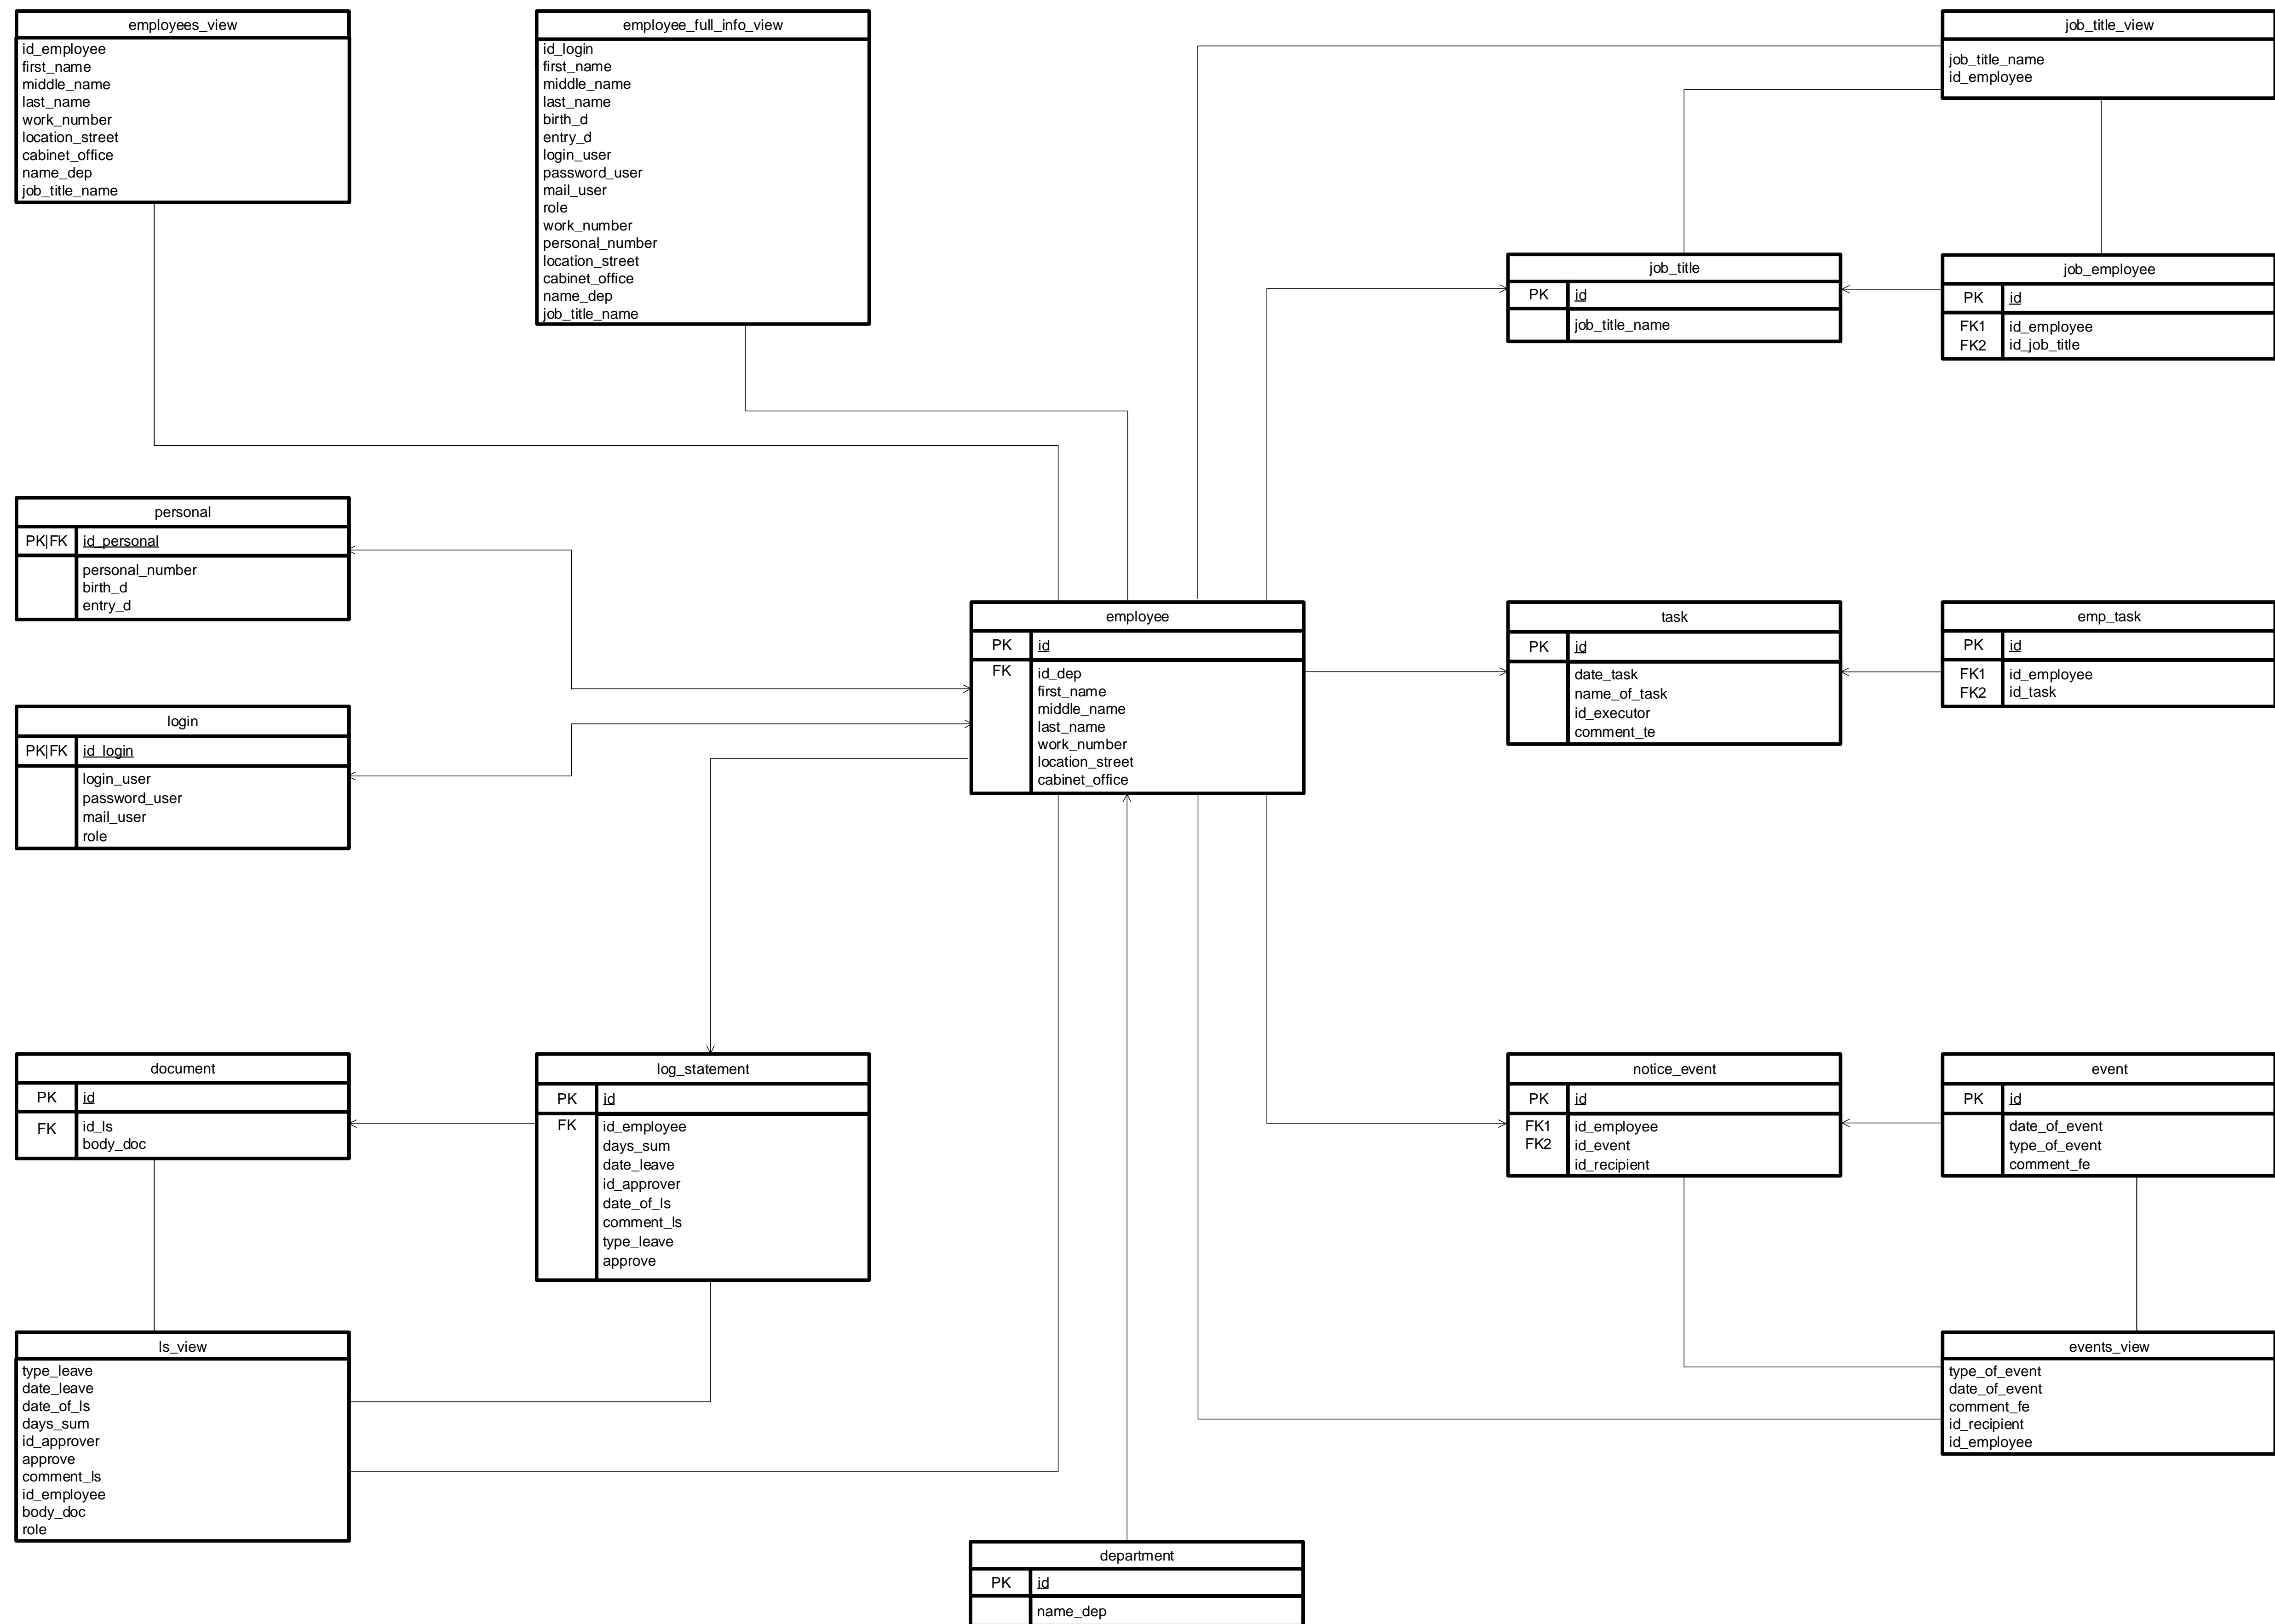 employees_view
id_employee
first_name
middle_name
last_name
work_number
location_street
cabinet_office
name_dep
job_title_name
employee_full_info_view
id_login
first_name
middle_name
last_name
birth_d
entry_d
login_user
password_user
mail_user
role
work_number
personal_number
location_street
cabinet_office
name_dep
job_title_name
job_title_view
job_title_name
id_employee
job_title
PK id
job_title_name
job_employee
PK id
FK1 id_employee
FK2 id_job_title
personal
PK|FK id_personal
personal_number
birth_d
entry_d
employee
PK id
FK id_dep
first_name
middle_name
last_name
work_number
location_street
cabinet_office
task
PK id
date_task
name_of_task
id_executor
comment_te
emp_task
PK id
FK1 id_employee
FK2 id_task
login
PK|FK id_login
login_user
password_user
mail_user
role
document
PK id
FK id_ls
body_doc
log_statement
PK id
FK id_employee
days_sum
date_leave
id_approver
date_of_ls
comment_ls
type_leave
approve
notice_event
PK id
FK1 id_employee
FK2 id_event
id_recipient
event
PK id
date_of_event
type_of_event
comment_fe
ls_view
type_leave
date_leave
date_of_ls
days_sum
id_approver
approve
comment_ls
id_employee
body_doc
role
events_view
type_of_event
date_of_event
comment_fe
id_recipient
id_employee
department
PK id
name_dep